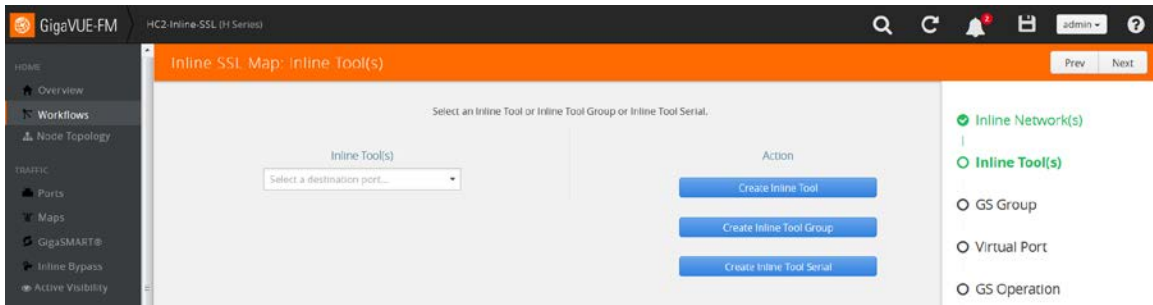 GigaVUE-FM
HC2-Inline-SSL (H Series)
2
admin
?
HOME
Overview
Workflows
Node Topology
TRAFFIC
Ports
Maps
GigaSMART®
Inline Bypass
Active Visibility
Inline SSL Map: Inline Tool(s)
Prev
Next
Select an Inline Tool or Inline Tool Group or Inline Tool Serial.
Inline Tool(s)
Select a destination port...
Action
Create Inline Tool
Create Inline Tool Group
Create Inline Tool Serial
Inline Network(s)
Inline Tool(s)
GS Group
Virtual Port
GS Operation